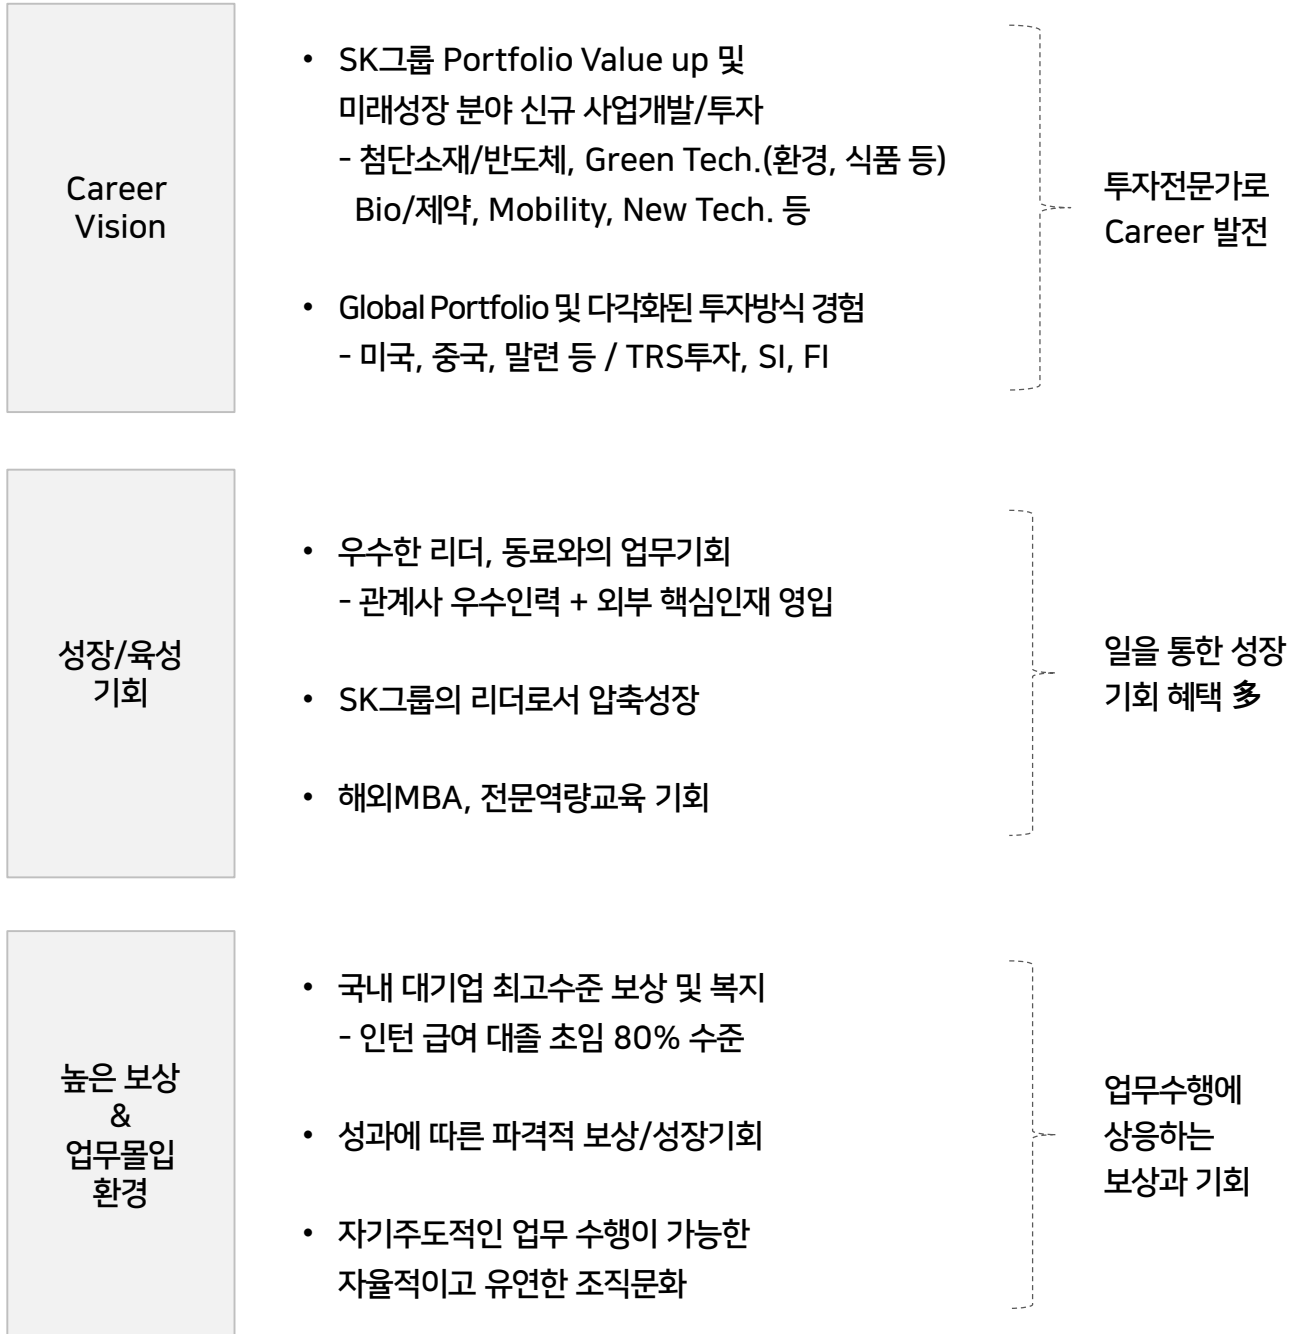 Career
Vision
• SK그룹 Portfolio Value up 및
미래성장 분야 신규 사업개발/투자
- 첨단소재/반도체, Green Tech.(환경, 식품 등)
Bio/제약, Mobility, New Tech. 등
• Global Portfolio 및 다각화된 투자방식 경험
- 미국, 중국, 말련 등 / TRS투자, SI, FI
투자전문가로
Career 발전
성장/육성
기회
• 우수한 리더, 동료와의 업무기회
- 관계사 우수인력 + 외부 핵심인재 영입
• SK그룹의 리더로서 압축성장
• 해외MBA, 전문역량교육 기회
일을 통한 성장
기회 혜택 多
높은 보상
&
업무몰입
환경
• 국내 대기업 최고수준 보상 및 복지
- 인턴 급여 대졸 초임 80% 수준
• 성과에 따른 파격적 보상/성장기회
• 자기주도적인 업무 수행이 가능한
자율적이고 유연한 조직문화
업무수행에
상응하는
보상과 기회